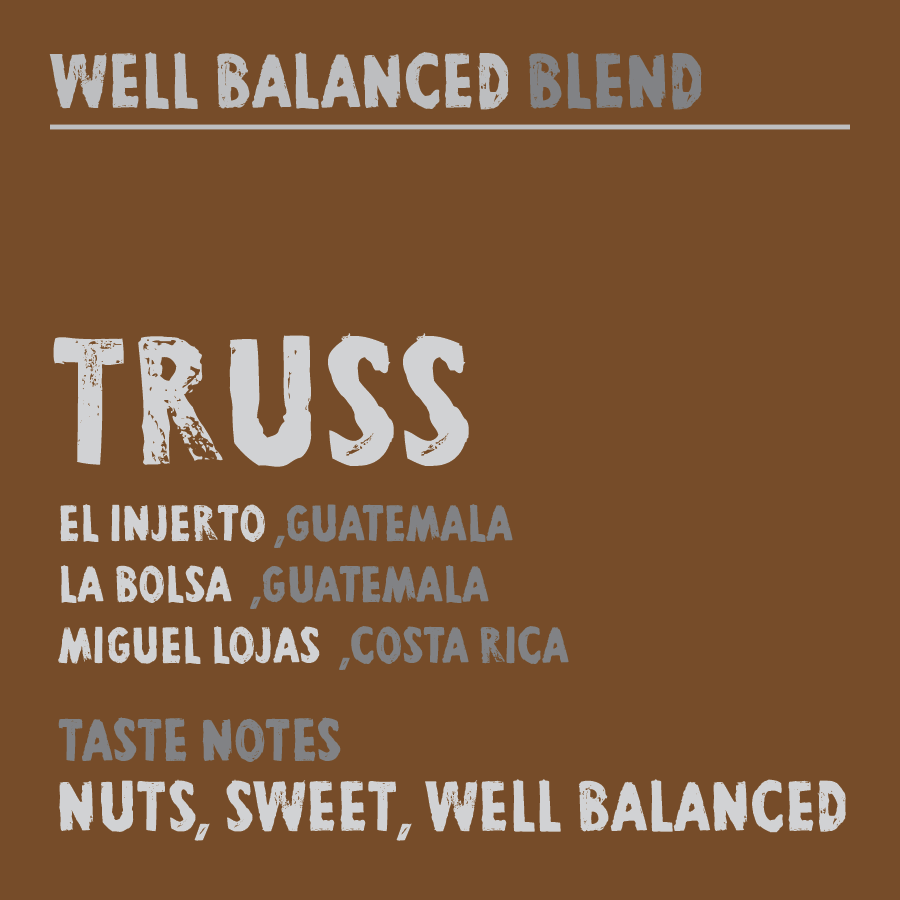 WELL BALANCED BLEND
TRUSS
EL INJERTO ,GUATEMALA
LA BOLSA ,GUATEMALA
MIGUEL LOJAS ,COSTA RICA
TASTE NOTES
NUTS, SWEET, WELL BALANCED